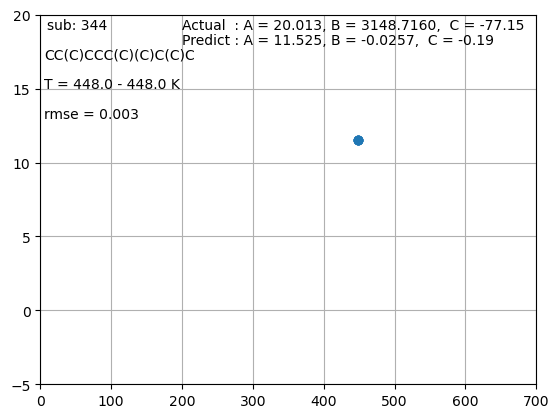 sub: 344
Actual  : A = 20.013, B = 3148.7160,  C = -77.15
Predict : A = 11.525, B = -0.0257,  C = -0.19
CC(C)CCC(C)(C)C(C)C
T = 448.0 - 448.0 K
rmse = 0.003
20
15
10
5
0
−5
0 100 200 300 400 500 600 700